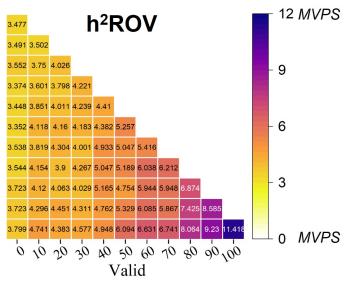 h²ROV
12 MVPS
3.477
3.491 3.502
9
3.552 3.75 4.026
3.374 3.601 3.798 4.221
3.448 3.851 4.011 4.239 4.41
6
3.352 4.118 4.16 4.183 4.382 5.257
3.538 3.819 4.304 4.001 4.933 5.047 5.416
3.544 4.154 3.9 4.267 5.047 5.189 6.038 6.212
3
3.723 4.12 4.063 4.029 5.165 4.754 5.944 5.948 6.874
3.723 4.296 4.451 4.311 4.762 5.329 6.085 5.867 7.425 8.585
3.799 4.741 4.383 4.577 4.948 6.094 6.631 6.741 8.064 9.23 11.418
0 MVPS
0 10 20 30 40 50 60 70 80 90 100
Valid